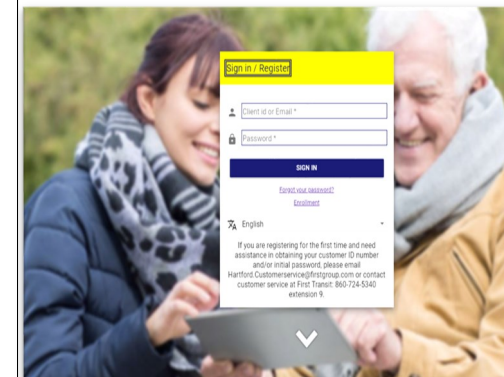 Sign in / Register
Client id or Email *
Password *
SIGN IN
Forgot your password?
Enrollment
English
If you are registering for the first time and need
assistance in obtaining your customer ID number
and/or initial password, please email
Hartford.Customerservice@firstgroup.com or contact
customer service at First Transit: 860-724-5340
extension 9.